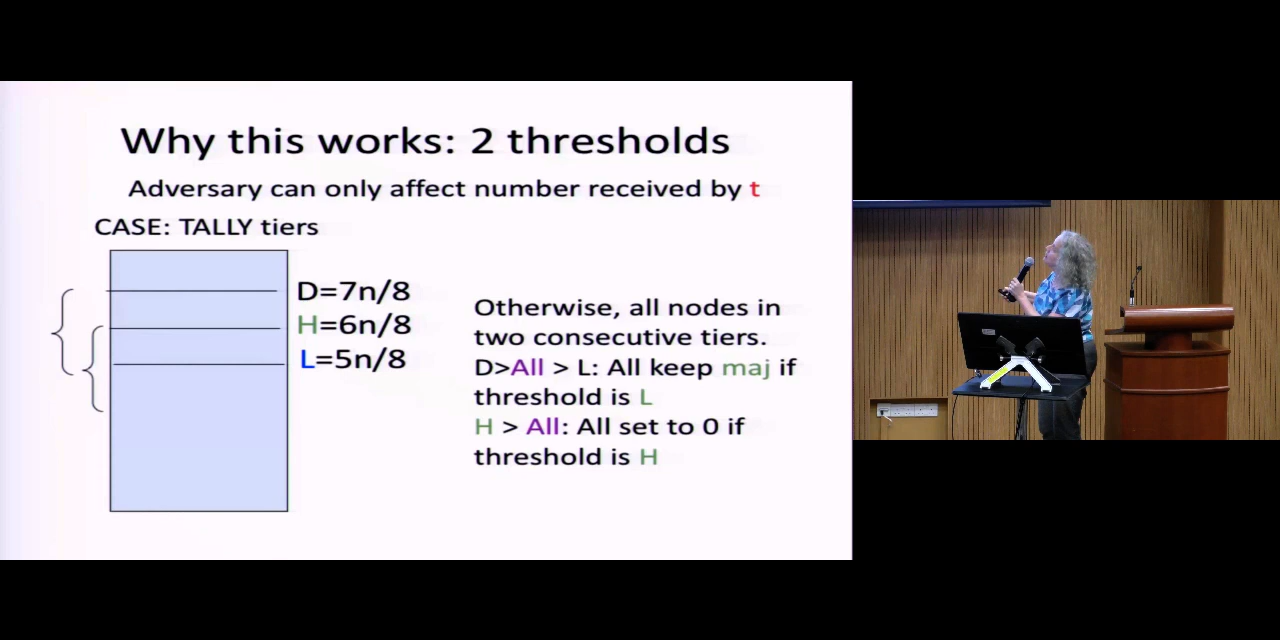 Why this works: 2 thresholds
Adversary can only affect number received by t
CASE: TALLY tiers
D=7n/8
H=6n/8
L=5n/8
Otherwise, all nodes in
two consecutive tiers.
D>All > L: All keep maj if
threshold is L
H > All: All set to 0 if
threshold is H